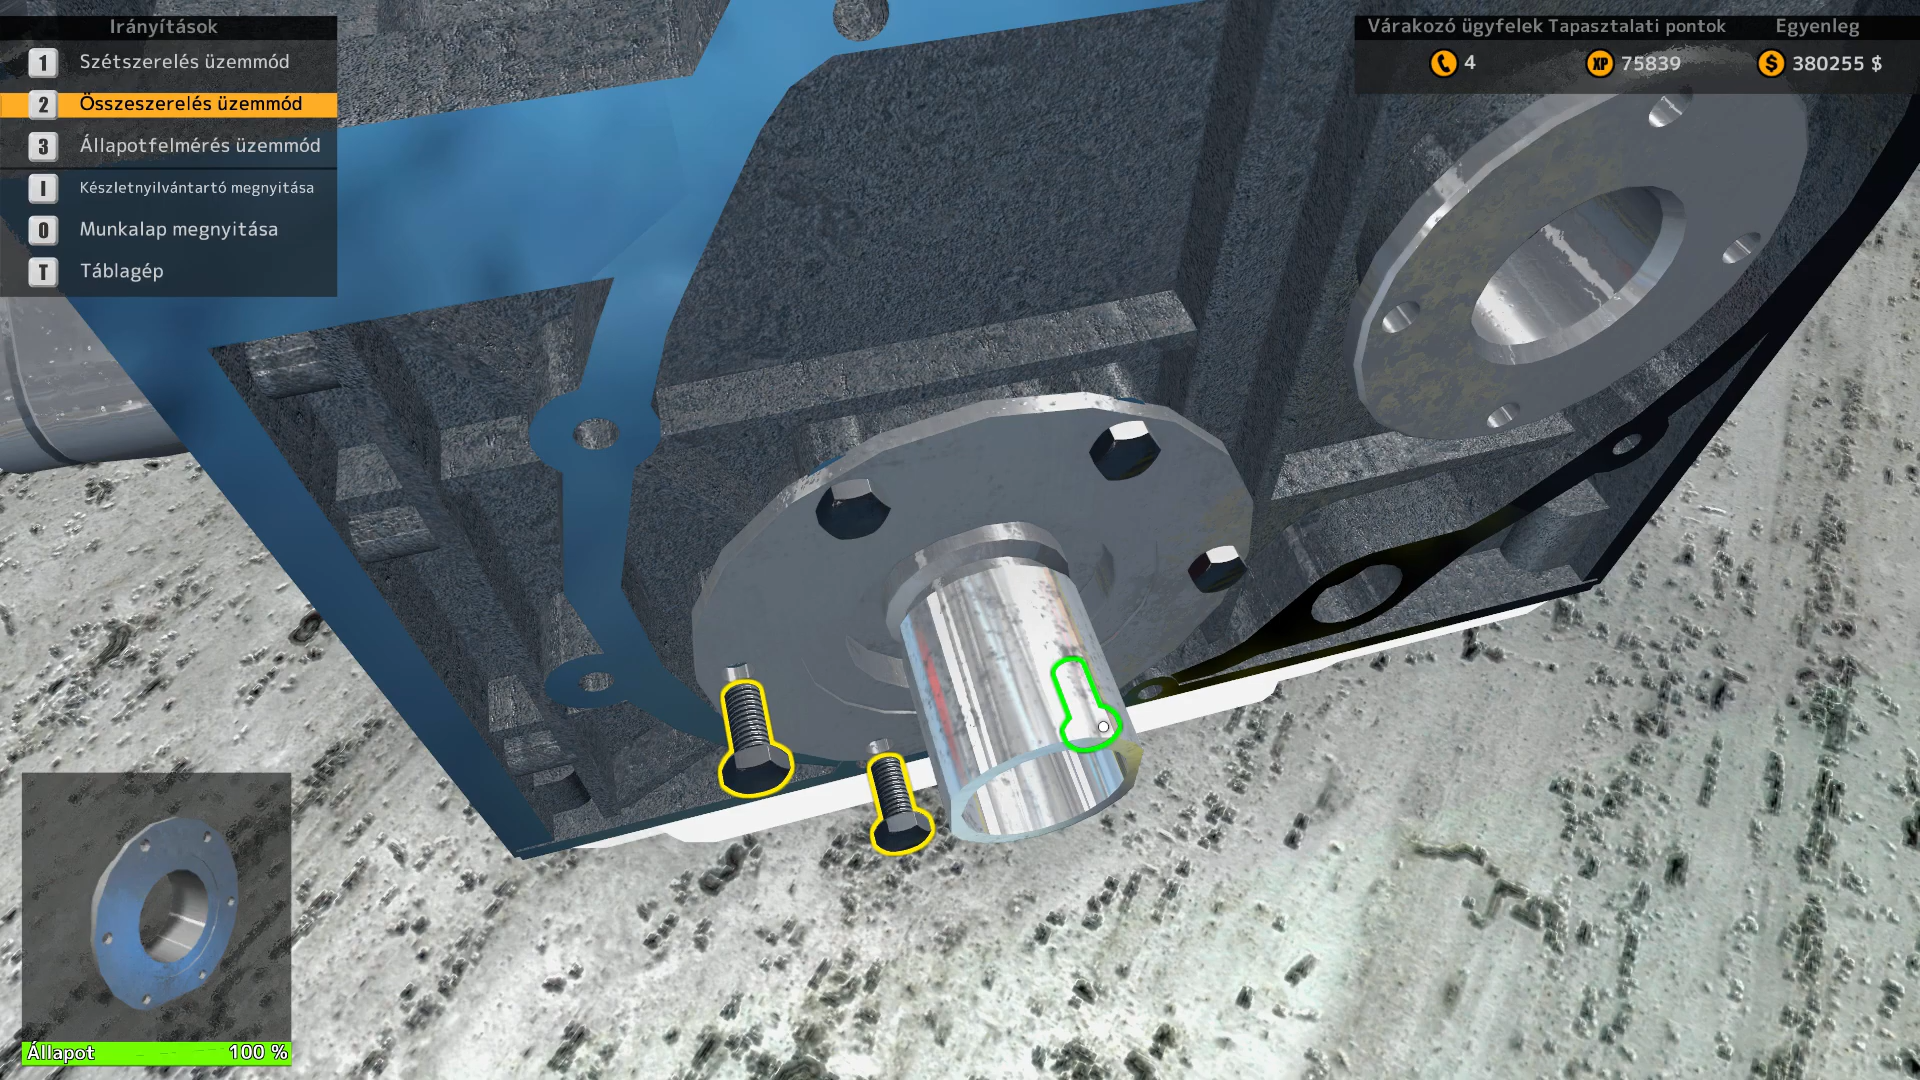 Irányítások
1 Szétszerelés üzemmód
2 Összeszerelés üzemmód
3 Állapotfelmérés üzemmód
I Készletnyilvántartó megnyitása
O Munkalap megnyitása
T Táblagép
Várakozó ügyfelek Tapasztalati pontok Egyenleg
4 XP 75839 $ 380255 $
Állapot 100 %